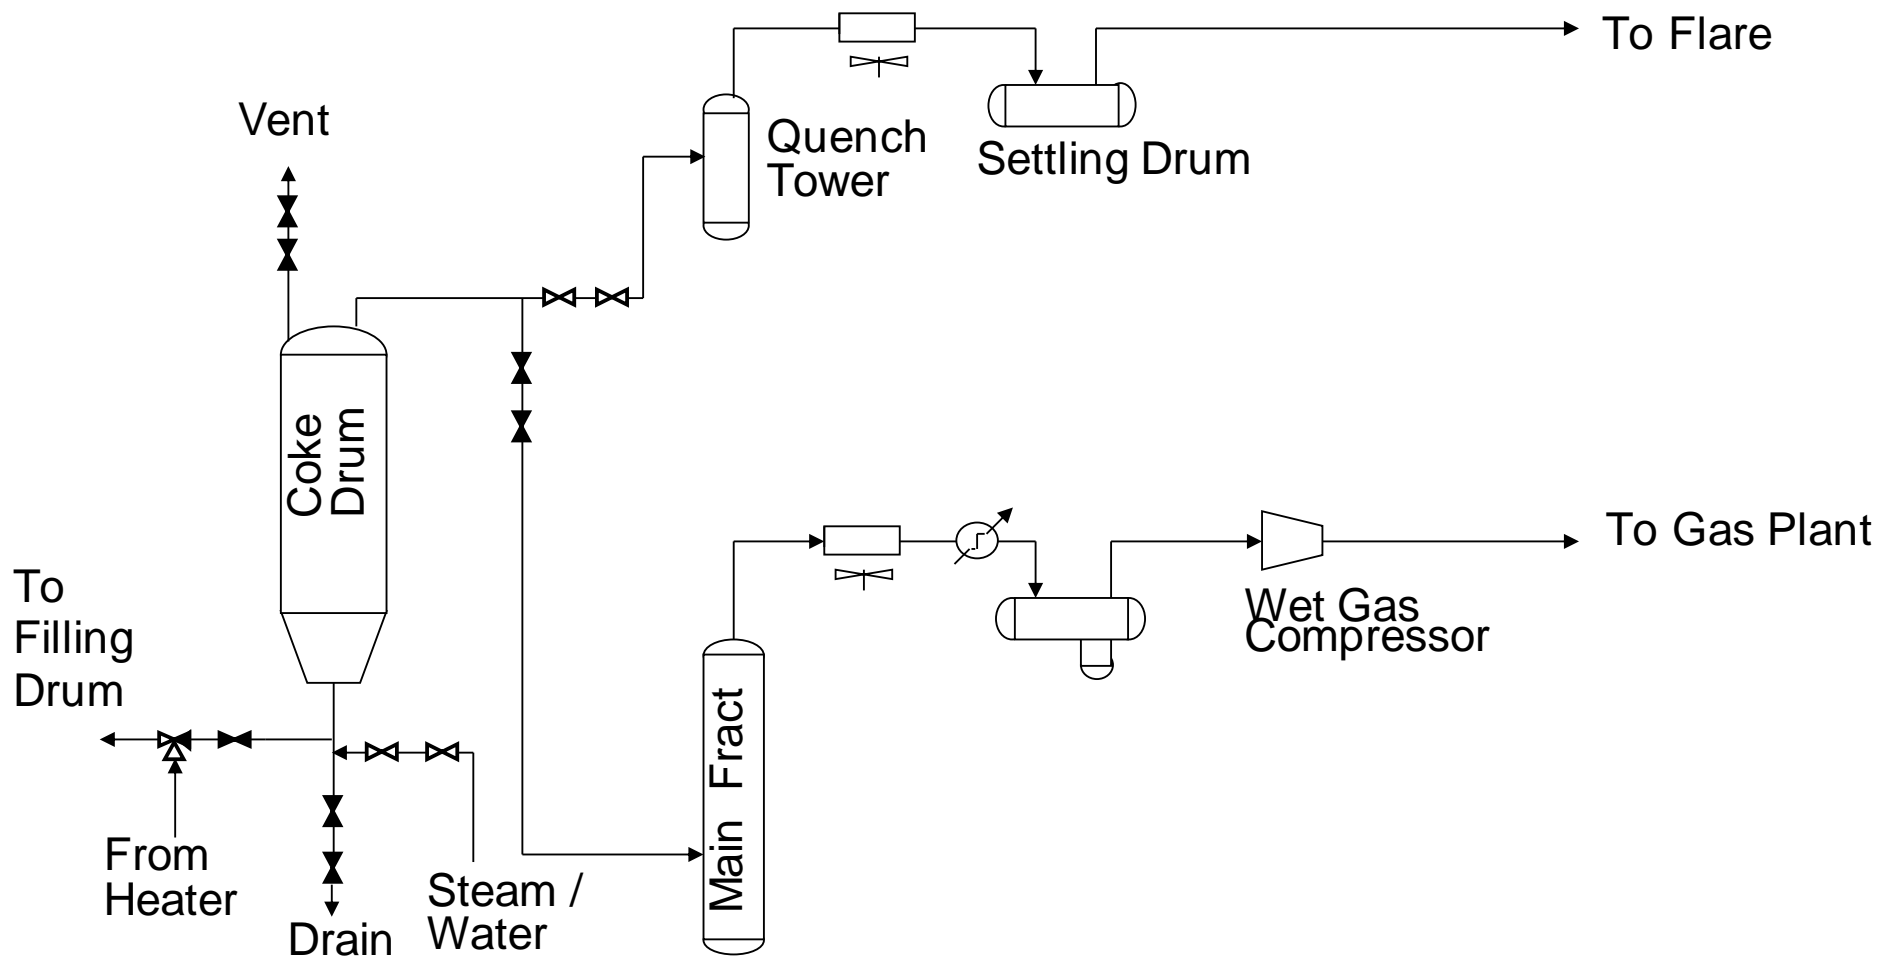 To Flare
Vent
Quench
Tower
Settling Drum
Coke
Drum
To Gas Plant
Wet Gas
Compressor
To
Filling
Drum
Main Fract
From
Heater
Steam /
Water
Drain